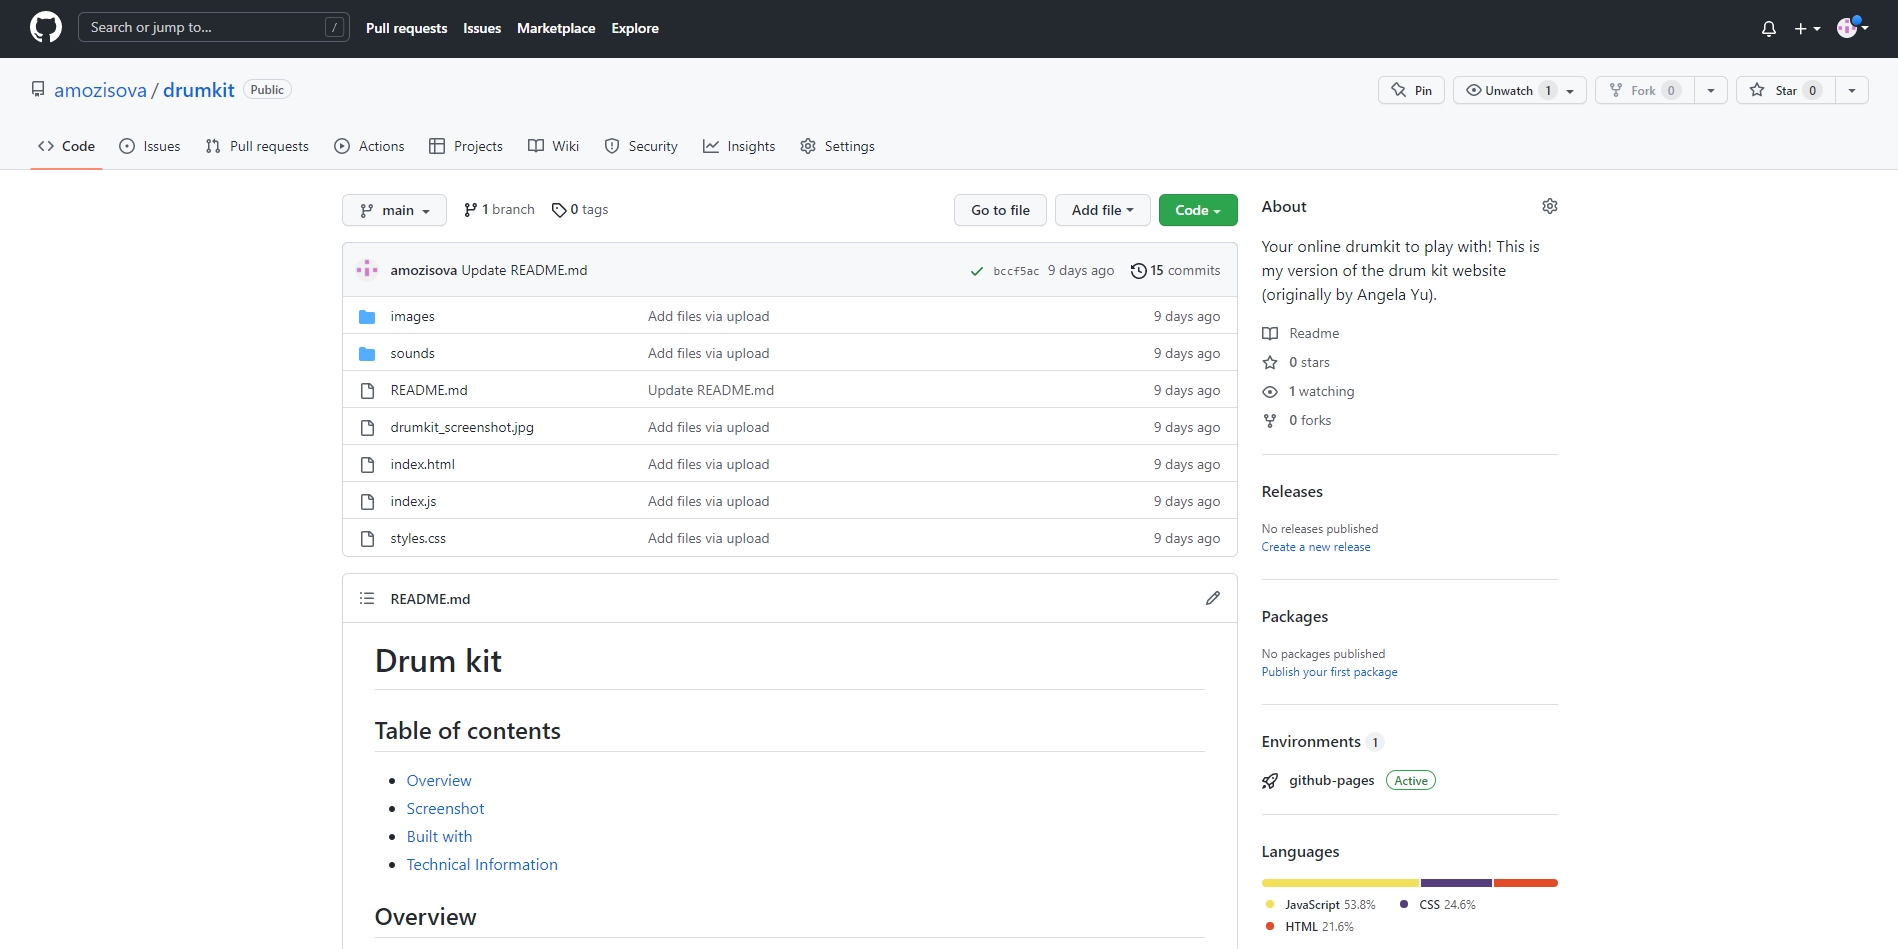 Search or jump to... / Pull requests Issues Marketplace Explore
amozisova / drumkit Public Pin Unwatch 1 Fork 0 Star 0
Code Issues Pull requests Actions Projects Wiki Security Insights Settings
main 1 branch 0 tags Go to file Add file Code
amozisova Update README.md bccf5ac 9 days ago 15 commits
images Add files via upload 9 days ago
sounds Add files via upload 9 days ago
README.md Update README.md 9 days ago
drumkit_screenshot.jpg Add files via upload 9 days ago
index.html Add files via upload 9 days ago
index.js Add files via upload 9 days ago
styles.css Add files via upload 9 days ago
README.md
Drum kit
Table of contents
Overview
Screenshot
Built with
Technical Information
Overview
About
Your online drumkit to play with! This is
my version of the drum kit website
(originally by Angela Yu).
Readme
0 stars
1 watching
0 forks
Releases
No releases published
Create a new release
Packages
No packages published
Publish your first package
Environments 1
github-pages Active
Languages
JavaScript 53.8% CSS 24.6%
HTML 21.6%